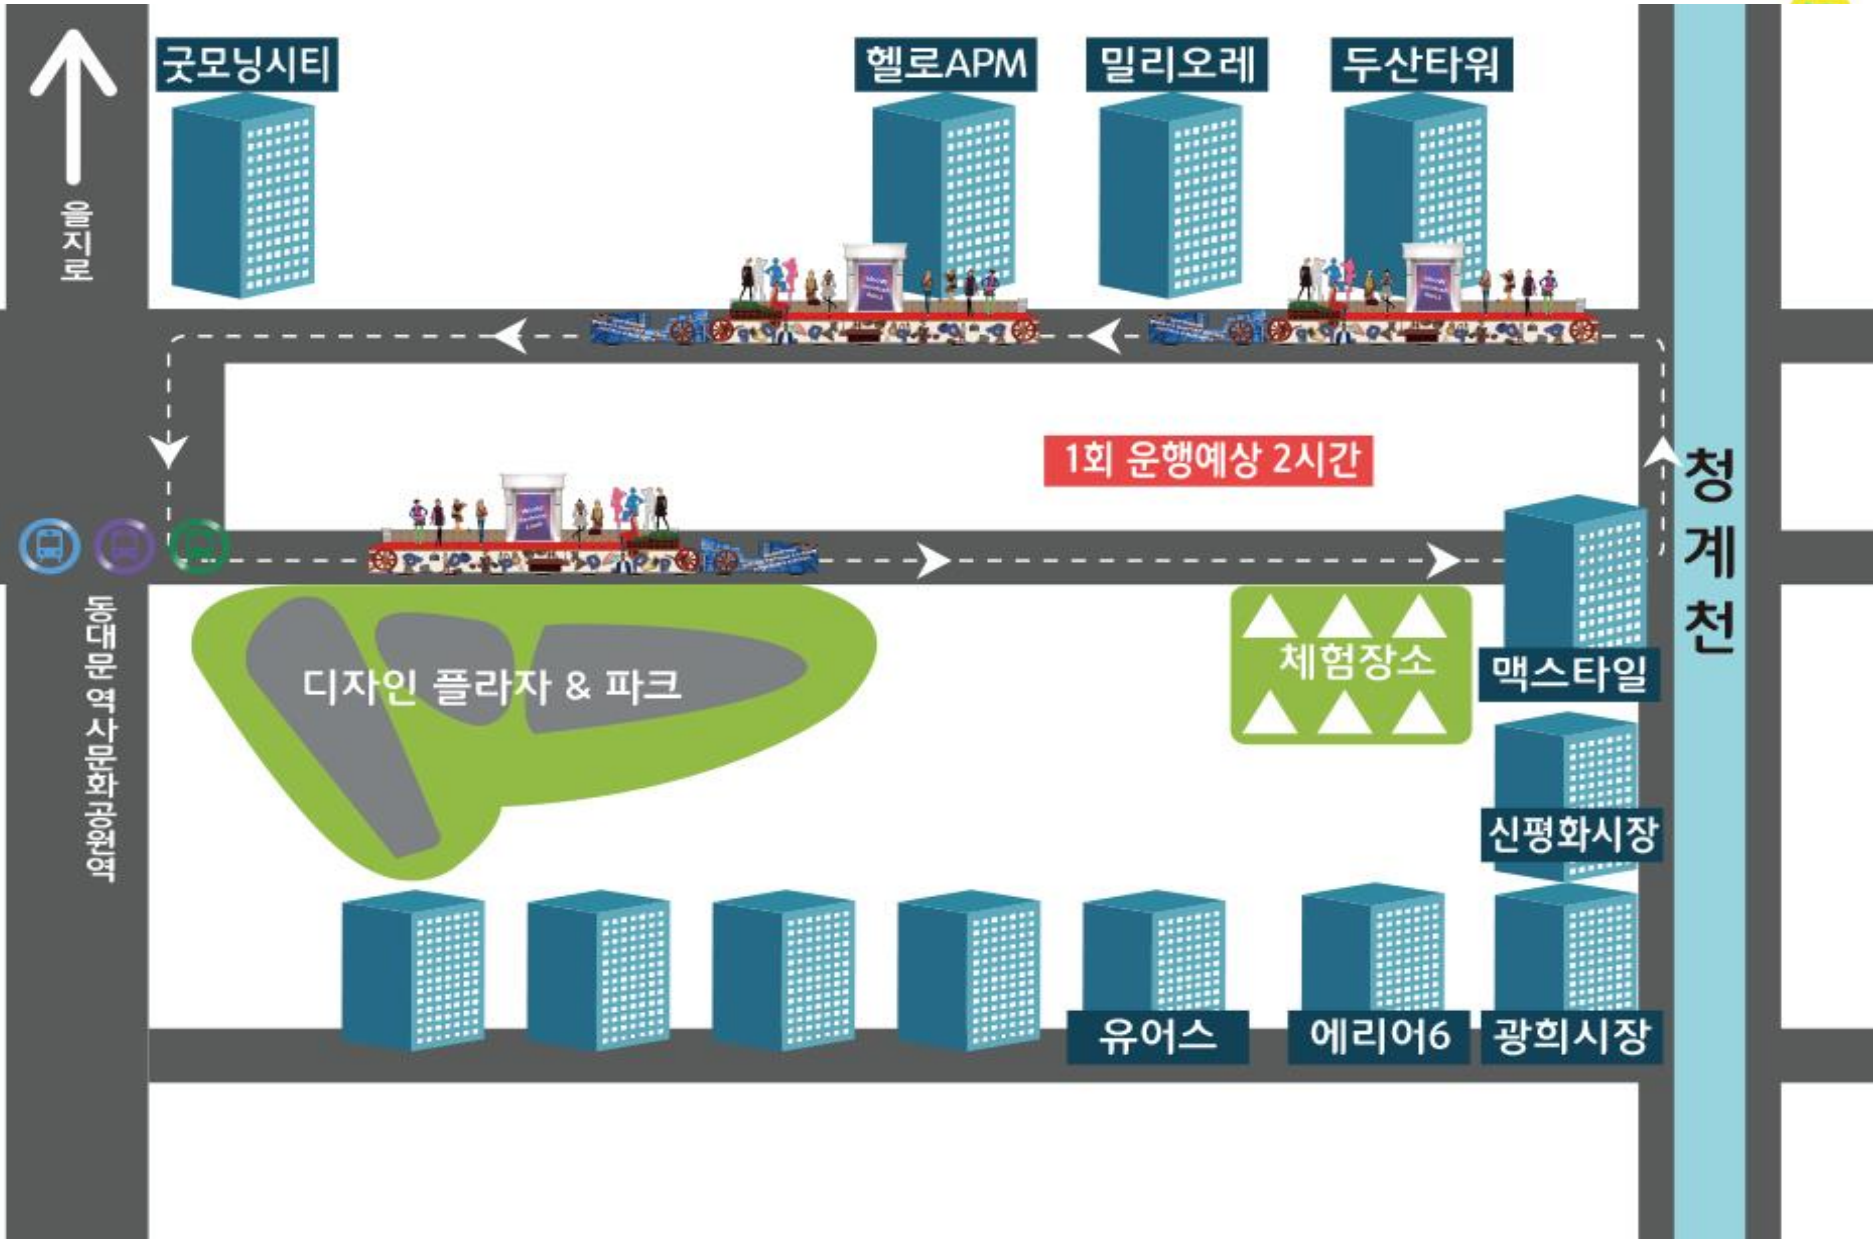 굿모닝시티
헬로APM
밀리오레
두산타워
을지로
1회 운행예상 2시간
청계천
동대문 역사문화공원역
디자인 플라자 & 파크
체험장소
맥스타일
신평화시장
유어스
에리어6
광희시장